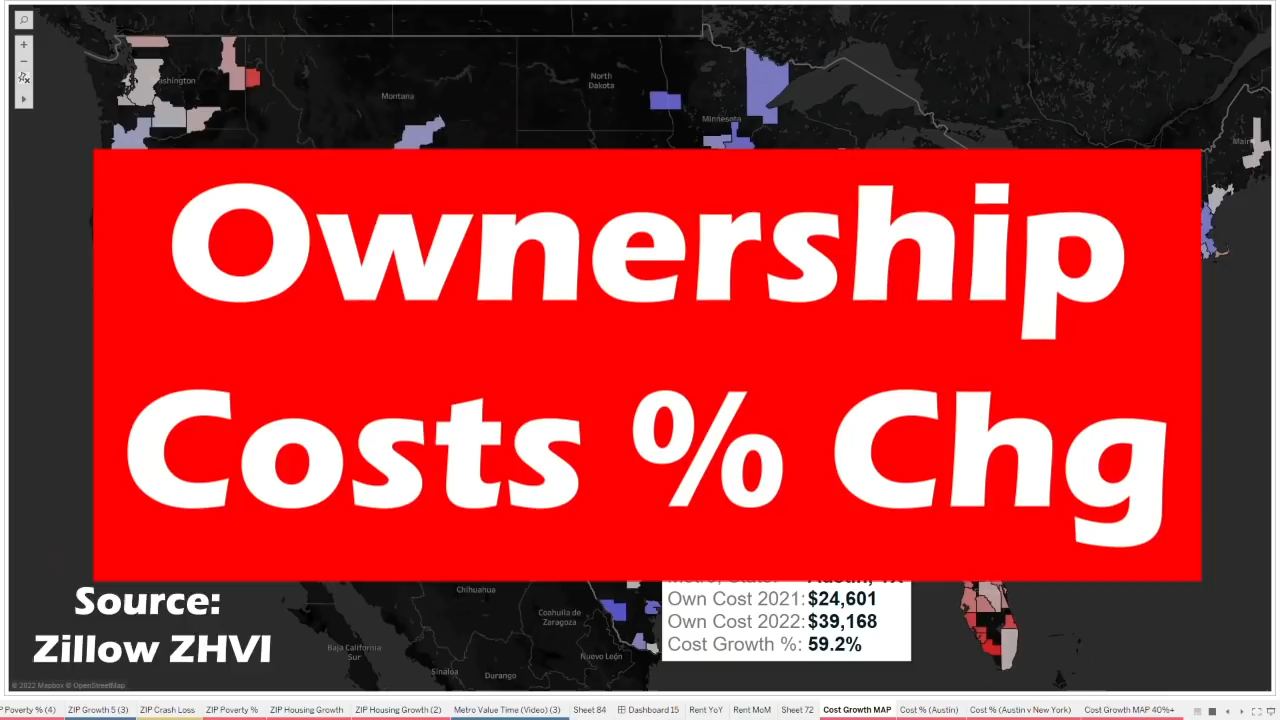 Washington
Montana
North
Dakota
Minnesota
Ownership
Costs % Chg
Source:
Zillow ZHVI
Own Cost 2021: $24,601
Own Cost 2022: $39,168
Cost Growth %: 59.2%
Chihuahua
Coahuila de
Zaragoza
Baja California
Sur
Sinaloa
Durango
Nuevo León
© 2022 Mapbox © OpenStreetMap
P Poverty % (4) ZIP Growth 5 (3) ZIP Crash Loss ZIP Poverty % ZIP Housing Growth ZIP Housing Growth (2) Metro Value Time (Video) (3) Sheet 84 Dashboard 15 Rent YoY Rent MoM Sheet 72 Cost Growth MAP Cost % (Austin) Cost % (Austin v New York) Cost Growth MAP 40%+